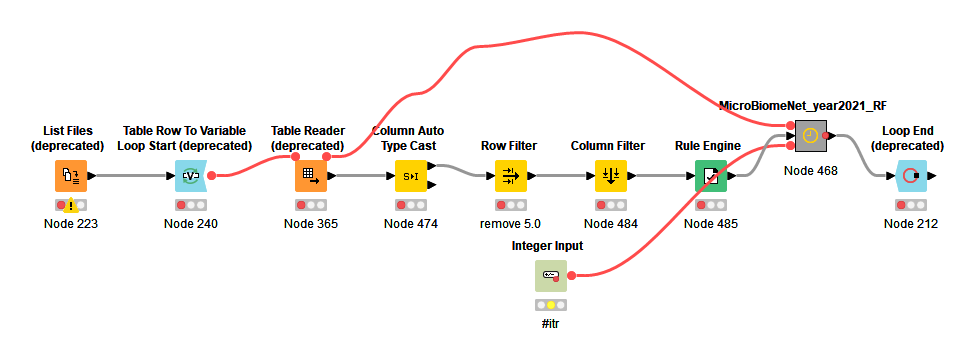 MicroBiomeNet_year2021_RF
List Files
(deprecated)
Table Row To Variable
Loop Start (deprecated)
Table Reader
(deprecated)
Column Auto
Type Cast
Row Filter
Column Filter
Rule Engine
Loop End
(deprecated)
V
S▸I
Node 468
Node 223
Node 240
Node 365
Node 474
remove 5.0
Node 484
Node 485
Node 212
Integer Input
#itr